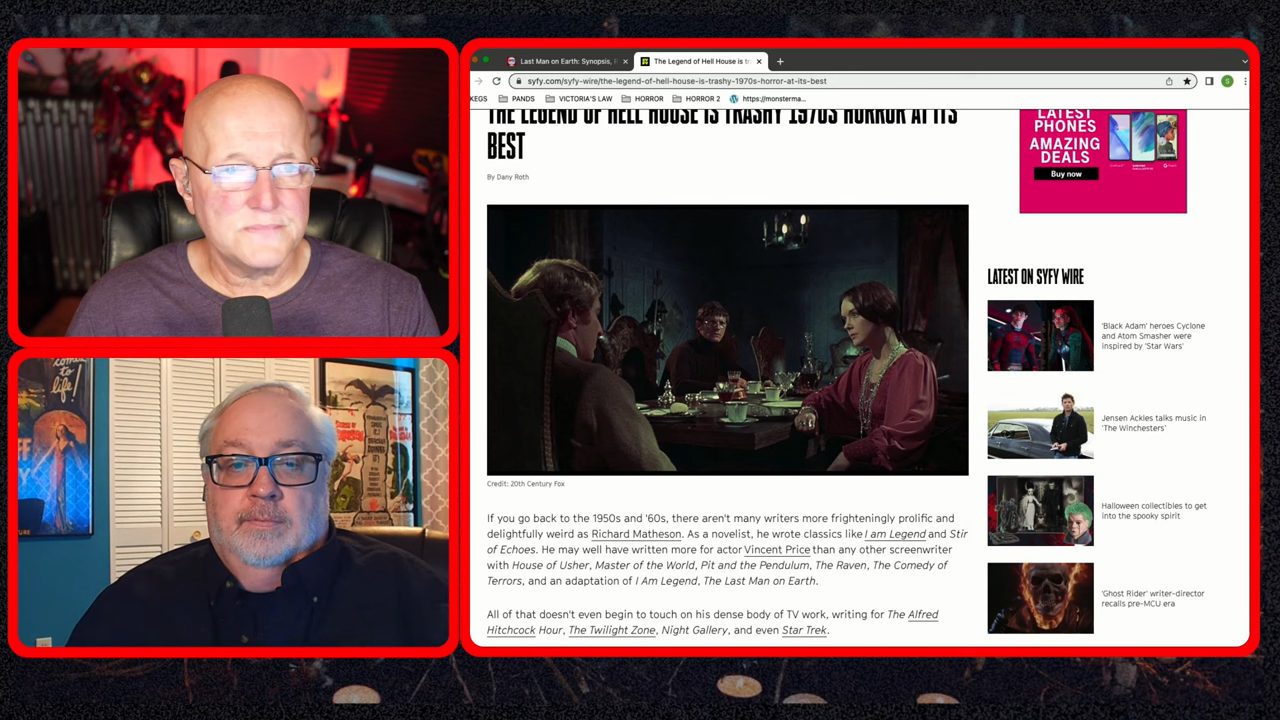 Last Man on Earth: Synopsis,
The Legend of Hell House is tr
syfy.com/syfy-wire/the-legend-of-hell-house-is-trashy-1970s-horror-at-its-best
KEGS
PANDS
VICTORIA'S LAW
HORROR
HORROR 2
https://monsterma...
THE LEGEND OF HELL HOUSE IS TRASHY 1970S HORROR AT ITS
BEST
By Dany Roth
Credit: 20th Century Fox
If you go back to the 1950s and '60s, there aren't many writers more frighteningly prolific and
delightfully weird as Richard Matheson. As a novelist, he wrote classics like I am Legend and Stir
of Echoes. He may well have written more for actor Vincent Price than any other screenwriter
with House of Usher, Master of the World, Pit and the Pendulum, The Raven, The Comedy of
Terrors, and an adaptation of I Am Legend, The Last Man on Earth.
All of that doesn't even begin to touch on his dense body of TV work, writing for The Alfred
Hitchcock Hour, The Twilight Zone, Night Gallery, and even Star Trek.
LATEST
PHONES
AMAZING
DEALS
Buy now
LATEST ON SYFY WIRE
'Black Adam' heroes Cyclone
and Atom Smasher were
inspired by 'Star Wars'
Jensen Ackles talks music in
'The Winchesters'
Halloween collectibles to get
into the spooky spirit
'Ghost Rider' writer-director
recalls pre-MCU era
to
life!